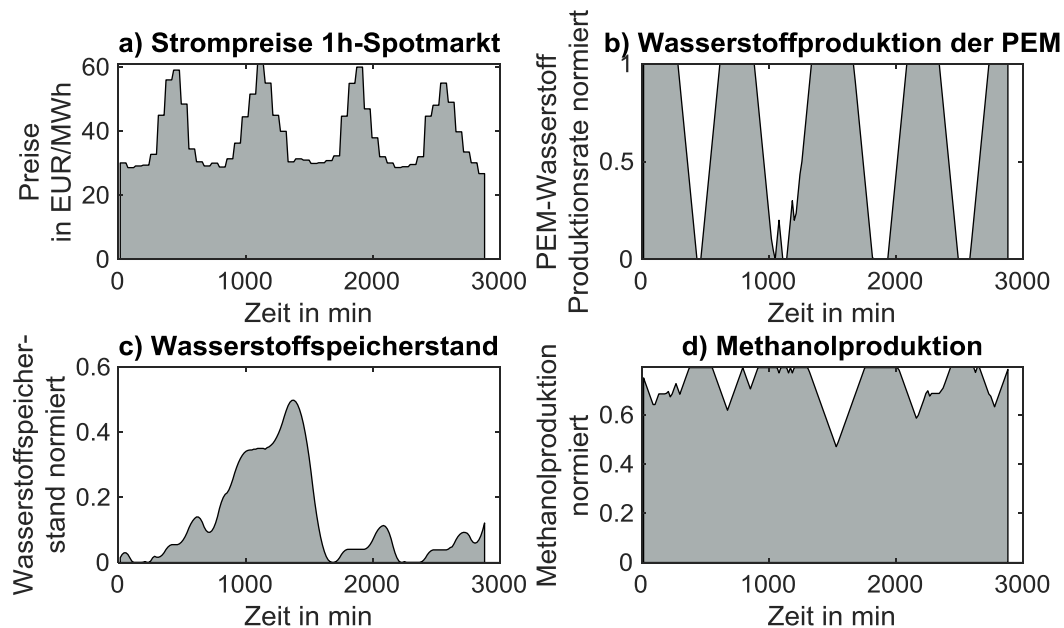 a) Strompreise 1h-Spotmarkt
Preise
in EUR/MWh
60
40
20
0
0 1000 2000 3000
Zeit in min
b) Wasserstoffproduktion der PEM
PEM-Wasserstoff
Produktionsrate normiert
1
0.5
0
0 1000 2000 3000
Zeit in min
c) Wasserstoffspeicherstand
Wasserstoffspeicher-
stand normiert
0.6
0.4
0.2
0
0 1000 2000 3000
Zeit in min
d) Methanolproduktion
Methanolproduktion
normiert
0.6
0.4
0.2
0
0 1000 2000 3000
Zeit in min